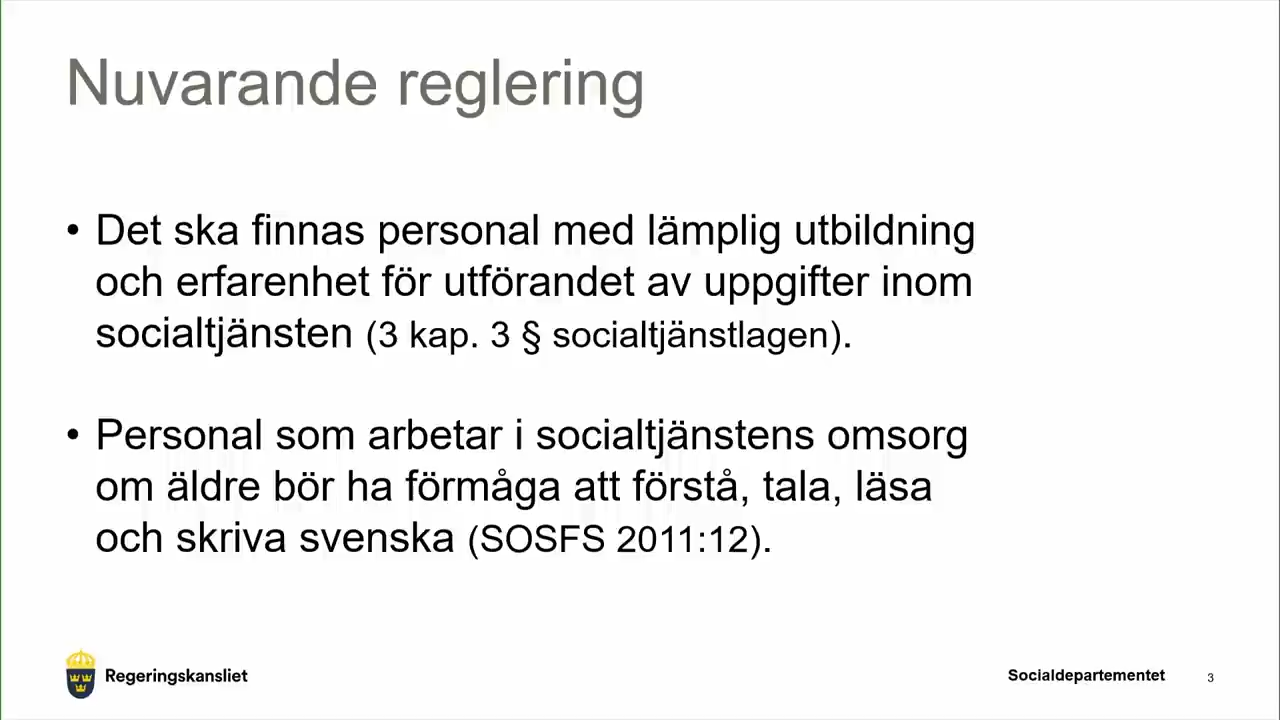 Nuvarande reglering
• Det ska finnas personal med lämplig utbildning
och erfarenhet för utförandet av uppgifter inom
socialtjänsten (3 kap. 3 § socialtjänstlagen).
• Personal som arbetar i socialtjänstens omsorg
om äldre bör ha förmåga att förstå, tala, läsa
och skriva svenska (SOSFS 2011:12).
Regeringskansliet
Socialdepartementet
3